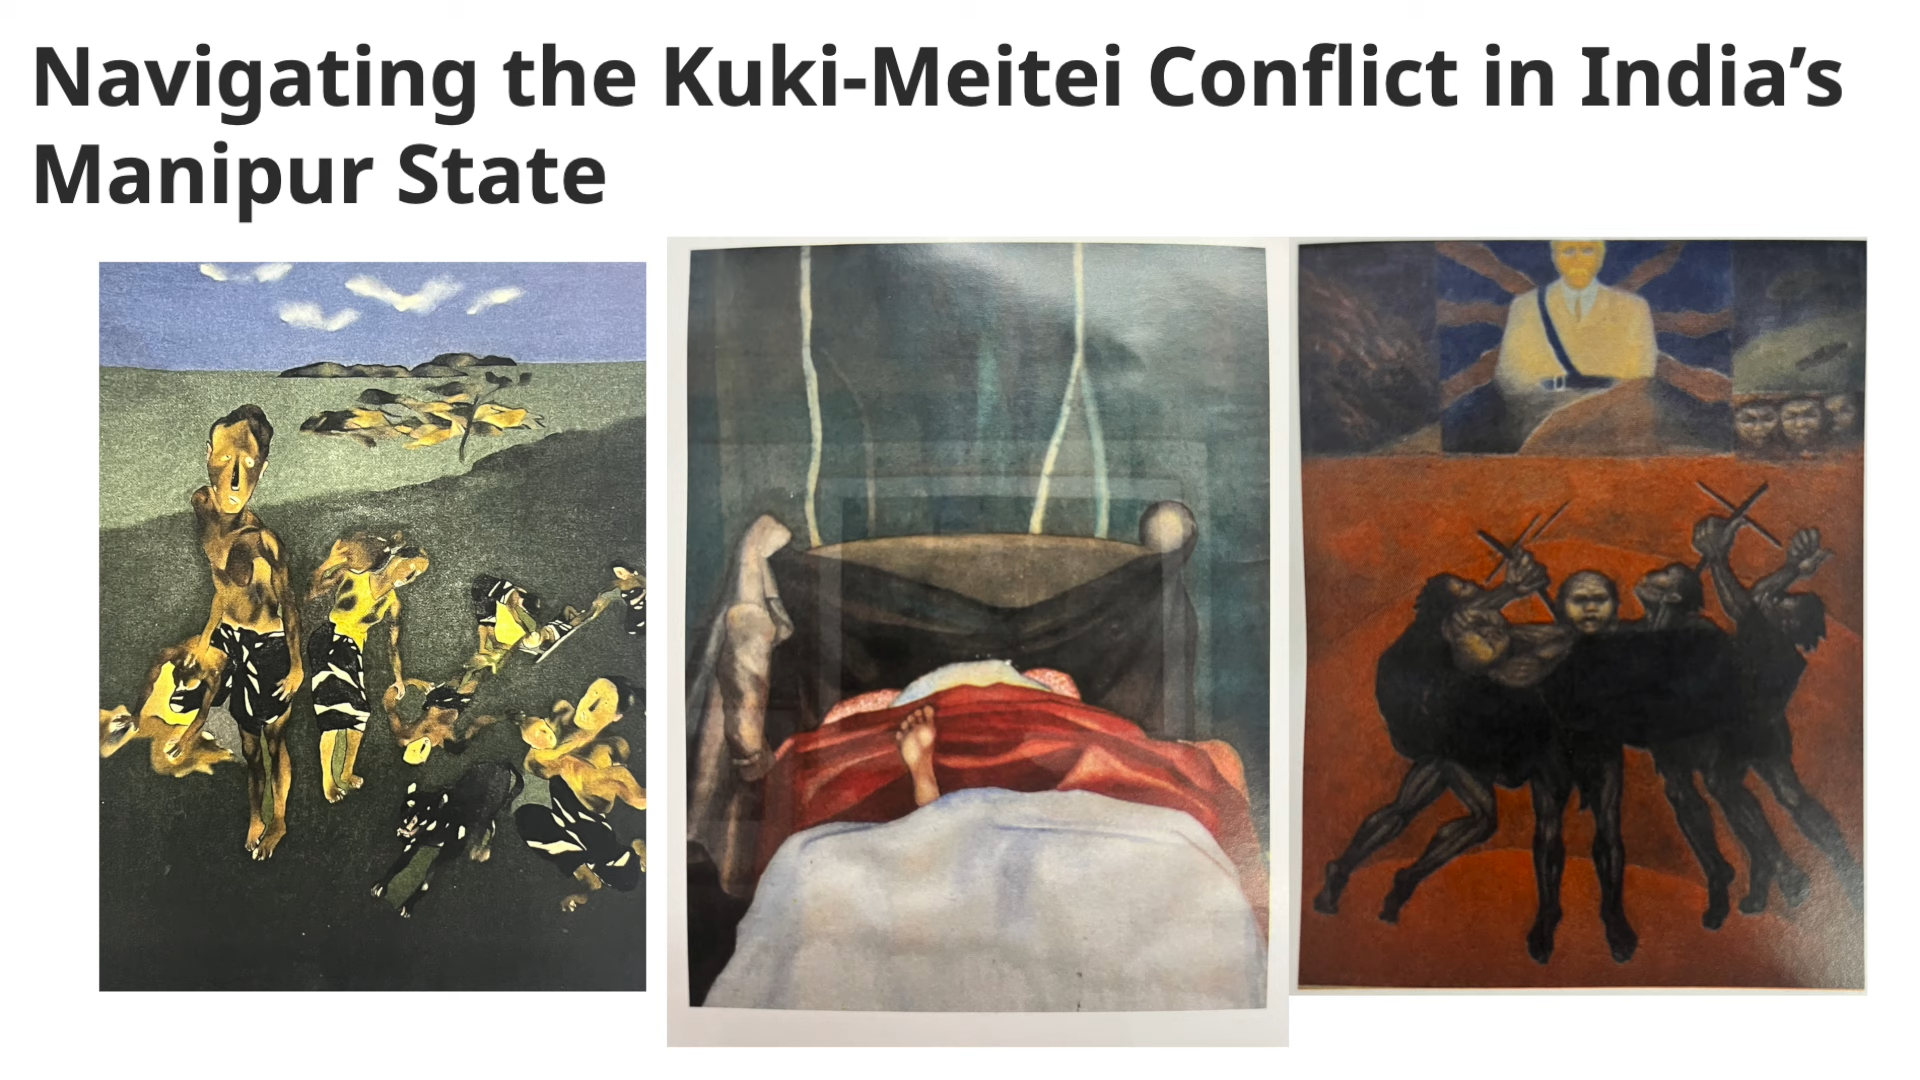 Navigating the Kuki-Meitei Conflict in India’s
Manipur State